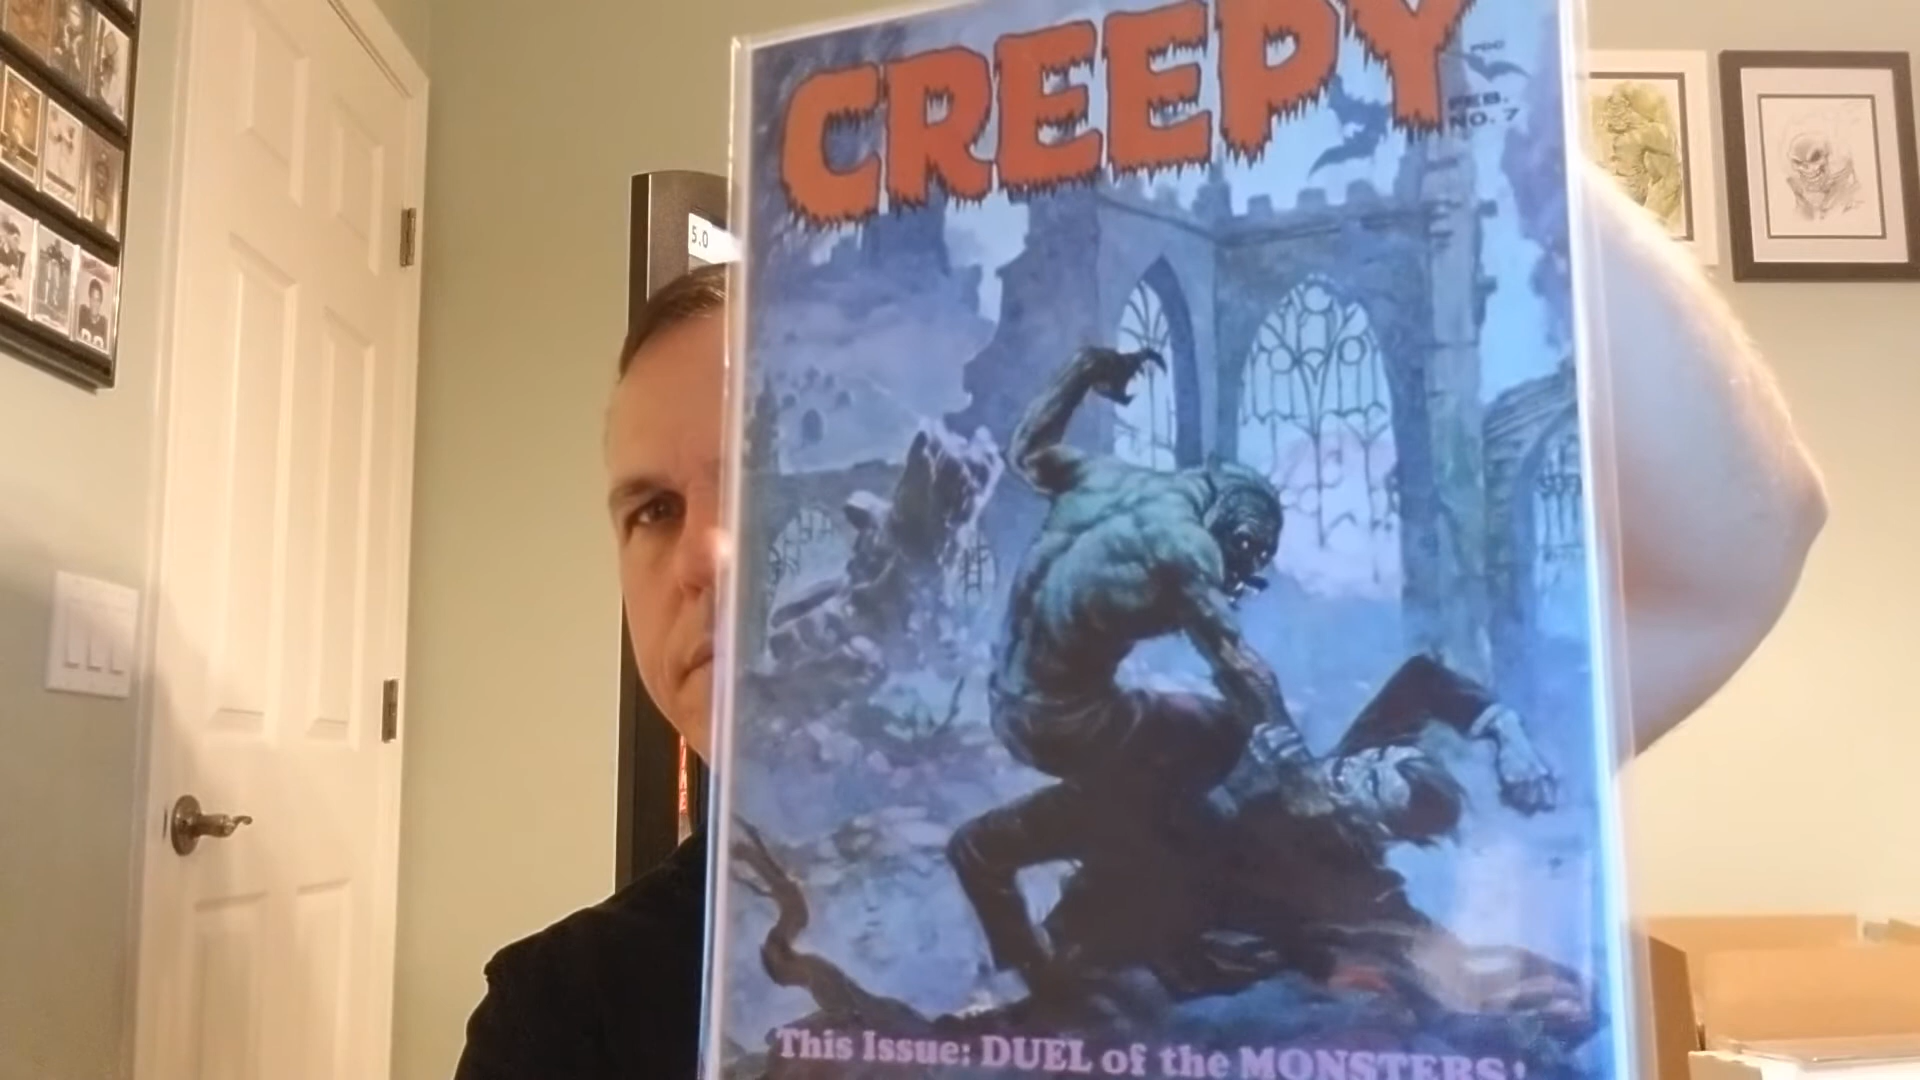 CREEPY
FEB.
NO. 7
5.0
This Issue: DUEL of the MONSTERS!